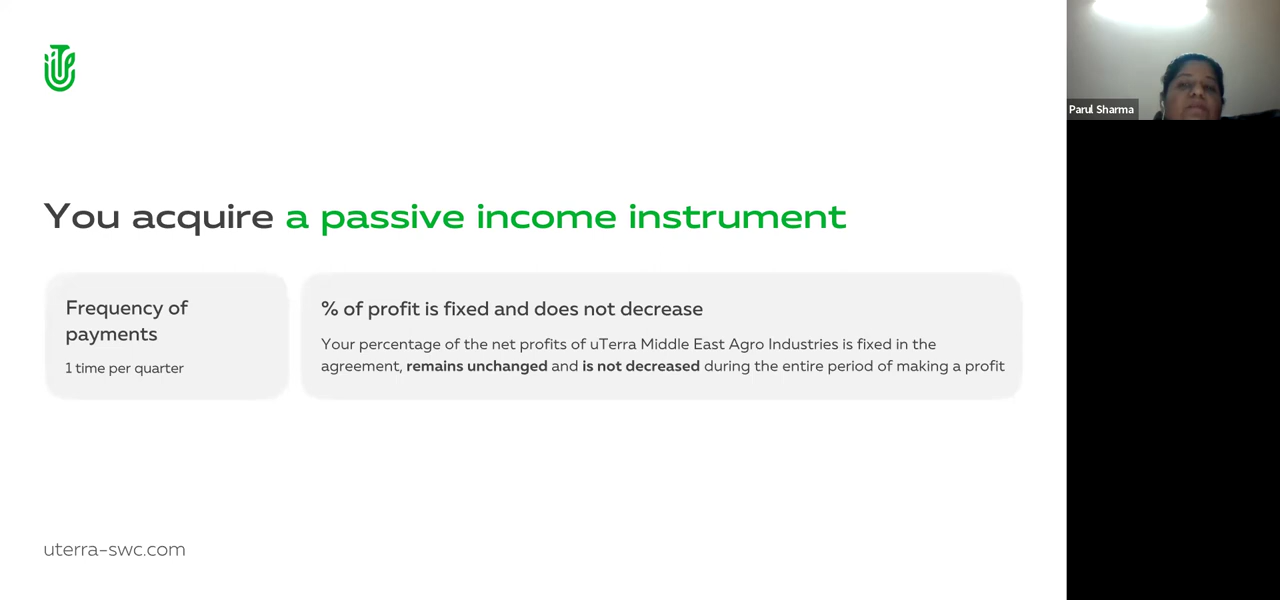 You acquire a passive income instrument
Frequency of
payments
1 time per quarter
% of profit is fixed and does not decrease
Your percentage of the net profits of uTerra Middle East Agro Industries is fixed in the
agreement, remains unchanged and is not decreased during the entire period of making a profit
uterra-swc.com
Parul Sharma